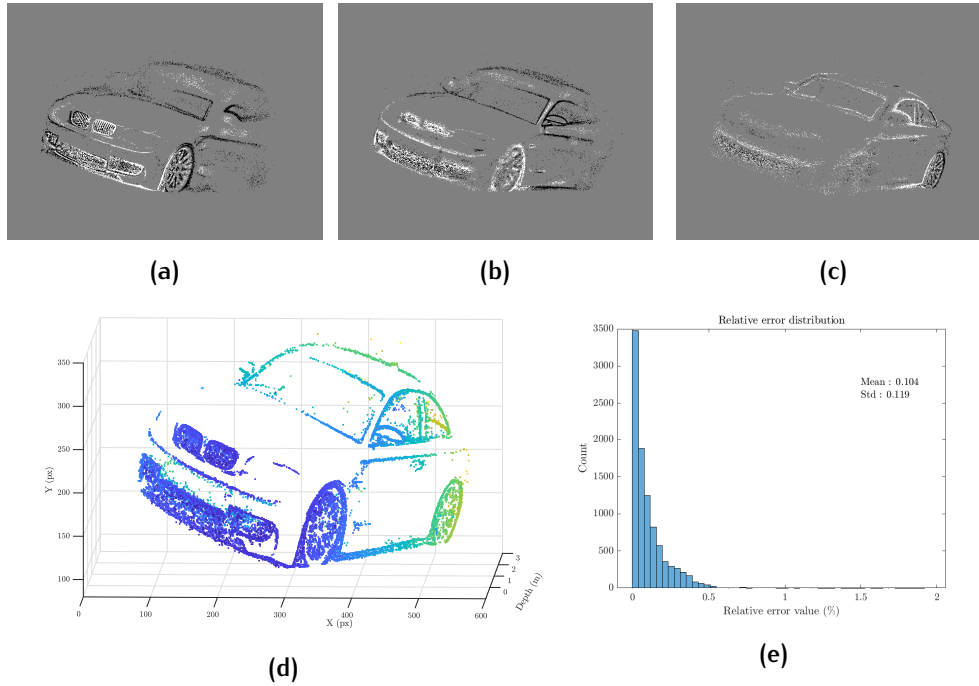 (a)
(b)
(c)
350
300
250
200
150
100
Y (px)
0
100
200
300
400
500
600
X (px)
3
2
1
0
Depth (m)
(d)
Relative error distribution
3500
3000
2500
2000
1500
1000
500
0
Count
Mean : 0.104
Std : 0.119
0
0.5
1
1.5
2
Relative error value (%)
(e)